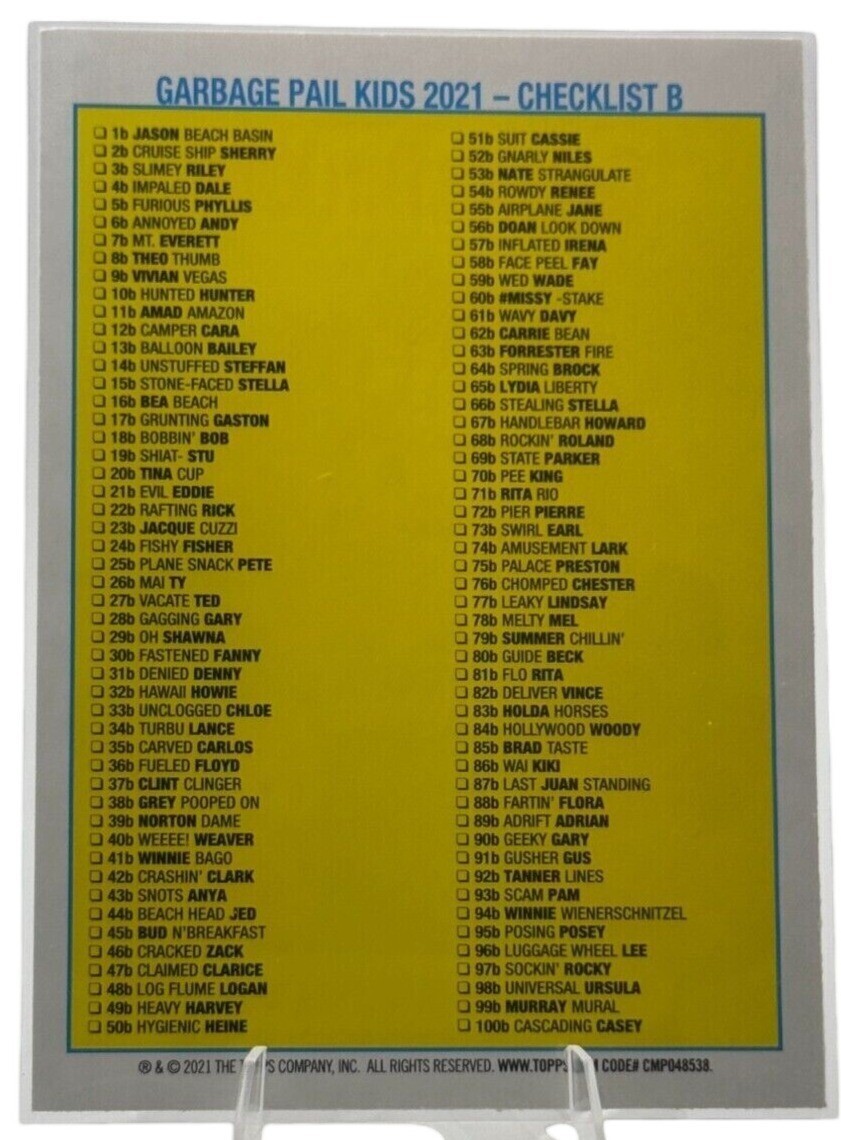 GARBAGE PAIL KIDS 2021 – CHECKLIST B
1b JASON BEACH BASIN
2b CRUISE SHIP SHERRY
3b SLIMEY RILEY
4b IMPALED DALE
5b FURIOUS PHYLLIS
6b ANNOYED ANDY
7b MT. EVERETT
8b THEO THUMB
9b VIVIAN VEGAS
10b HUNTED HUNTER
11b AMAD AMAZON
12b CAMPER CARA
13b BALLOON BAILEY
14b UNSTUFFED STEFFAN
15b STONE-FACED STELLA
16b BEA BEACH
17b GRUNTING GASTON
18b BOBBIN' BOB
19b SHIAT- STU
20b TINA CUP
21b EVIL EDDIE
22b RAFTING RICK
23b JACQUE CUZZI
24b FISHY FISHER
25b PLANE SNACK PETE
26b MAI TY
27b VACATE TED
28b GAGGING GARY
29b OH SHAWNA
30b FASTENED FANNY
31b DENIED DENNY
32b HAWAII HOWIE
33b UNCLOGGED CHLOE
34b TURBU LANCE
35b CARVED CARLOS
36b FUELED FLOYD
37b CLINT CLINGER
38b GREY POOPED ON
39b NORTON DAME
40b WEEEE! WEAVER
41b WINNIE BAGO
42b CRASHIN' CLARK
43b SNOTS ANYA
44b BEACH HEAD JED
45b BUD N'BREAKFAST
46b CRACKED ZACK
47b CLAIMED CLARICE
48b LOG FLUME LOGAN
49b HEAVY HARVEY
50b HYGIENIC HEINE
51b SUIT CASSIE
52b GNARLY NILES
53b NATE STRANGULATE
54b ROWDY RENEE
55b AIRPLANE JANE
56b DOAN LOOK DOWN
57b INFLATED IRENA
58b FACE PEEL FAY
59b WED WADE
60b #MISSY -STAKE
61b WAVY DAVY
62b CARRIE BEAN
63b FORRESTER FIRE
64b SPRING BROCK
65b LYDIA LIBERTY
66b STEALING STELLA
67b HANDLEBAR HOWARD
68b ROCKIN' ROLAND
69b STATE PARKER
70b PEE KING
71b RITA RIO
72b PIER PIERRE
73b SWIRL EARL
74b AMUSEMENT LARK
75b PALACE PRESTON
76b CHOMPED CHESTER
77b LEAKY LINDSAY
78b MELTY MEL
79b SUMMER CHILLIN'
80b GUIDE BECK
81b FLO RITA
82b DELIVER VINCE
83b HOLDA HORSES
84b HOLLYWOOD WOODY
85b BRAD TASTE
86b WAI KIKI
87b LAST JUAN STANDING
88b FARTIN' FLORA
89b ADRIFT ADRIAN
90b GEEKY GARY
91b GUSHER GUS
92b TANNER LINES
93b SCAM PAM
94b WINNIE WIENERSCHNITZEL
95b POSING POSEY
96b LUGGAGE WHEEL LEE
97b SOCKIN' ROCKY
98b UNIVERSAL URSULA
99b MURRAY MURAL
100b CASCADING CASEY
® & © 2021 THE COMPANY, INC. ALL RIGHTS RESERVED. CODE# CMP048538.